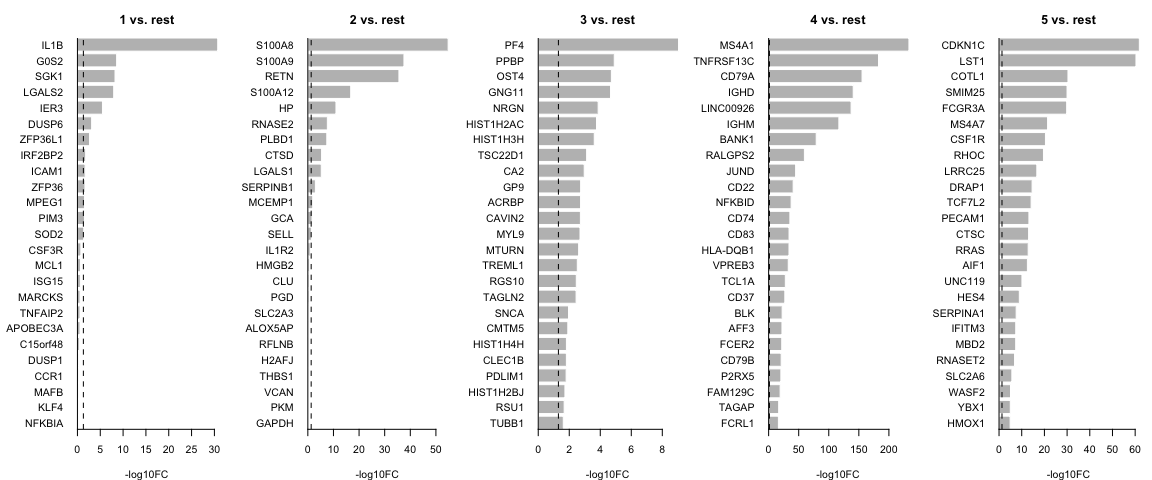 1 vs. rest
IL1B
G0S2
SGK1
LGALS2
IER3
DUSP6
ZFP36L1
IRF2BP2
ICAM1
ZFP36
MPEG1
PIM3
SOD2
CSF3R
MCL1
ISG15
MARCKS
TNFAIP2
APOBEC3A
C15orf48
DUSP1
CCR1
MAFB
KLF4
NFKBIA
0 5 10 15 20 25 30
-log10FC
2 vs. rest
S100A8
S100A9
RETN
S100A12
HP
RNASE2
PLBD1
CTSD
LGALS1
SERPINB1
MCEMP1
GCA
SELL
IL1R2
HMGB2
CLU
PGD
SLC2A3
ALOX5AP
RFLNB
H2AFJ
THBS1
VCAN
PKM
GAPDH
0 10 20 30 40 50
-log10FC
3 vs. rest
PF4
PPBP
OST4
GNG11
NRGN
HIST1H2AC
HIST1H3H
TSC22D1
CA2
GP9
ACRBP
CAVIN2
MYL9
MTURN
TREML1
RGS10
TAGLN2
SNCA
CMTM5
HIST1H4H
CLEC1B
PDLIM1
HIST1H2BJ
RSU1
TUBB1
0 2 4 6 8
-log10FC
4 vs. rest
MS4A1
TNFRSF13C
CD79A
IGHD
LINC00926
IGHM
BANK1
RALGPS2
JUND
CD22
NFKBID
CD74
CD83
HLA-DQB1
VPREB3
TCL1A
CD37
BLK
AFF3
FCER2
CD79B
P2RX5
FAM129C
TAGAP
FCRL1
0 50 100 150 200
-log10FC
5 vs. rest
CDKN1C
LST1
COTL1
SMIM25
FCGR3A
MS4A7
CSF1R
RHOC
LRRC25
DRAP1
TCF7L2
PECAM1
CTSC
RRAS
AIF1
UNC119
HES4
SERPINA1
IFITM3
MBD2
RNASET2
SLC2A6
WASF2
YBX1
HMOX1
0 10 20 30 40 50 60
-log10FC